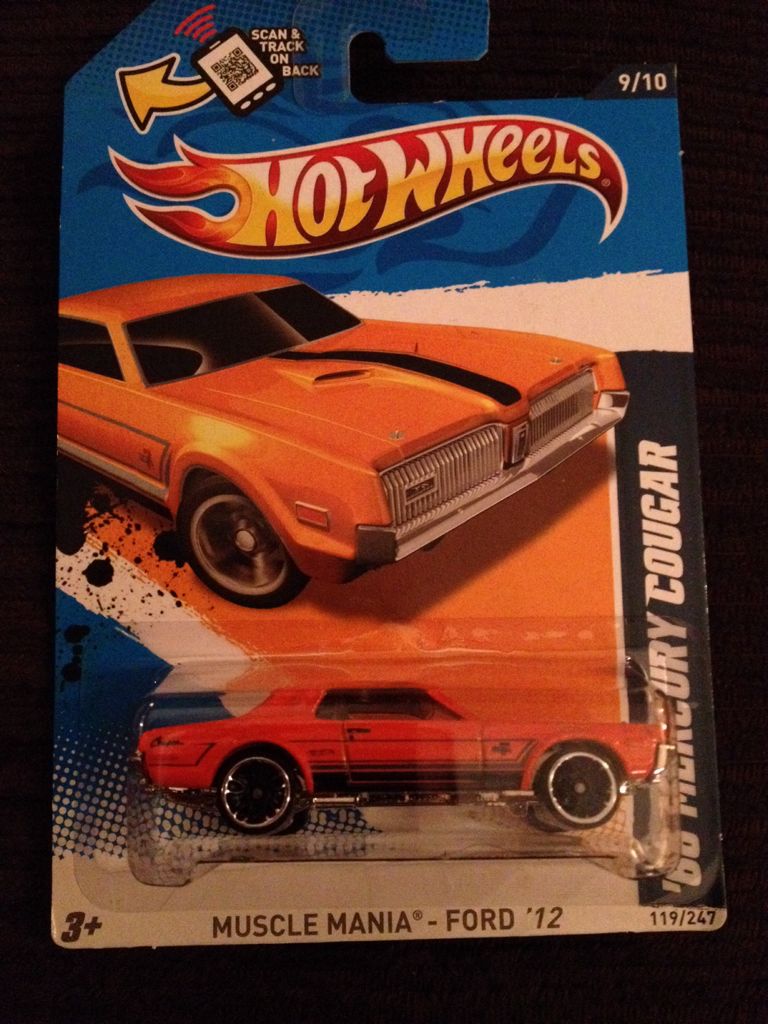 SCAN &
TRACK
ON
BACK
9/10
HOT WHEELS®
'68 MERCURY COUGAR
3+
MUSCLE MANIA® - FORD '12
119/247